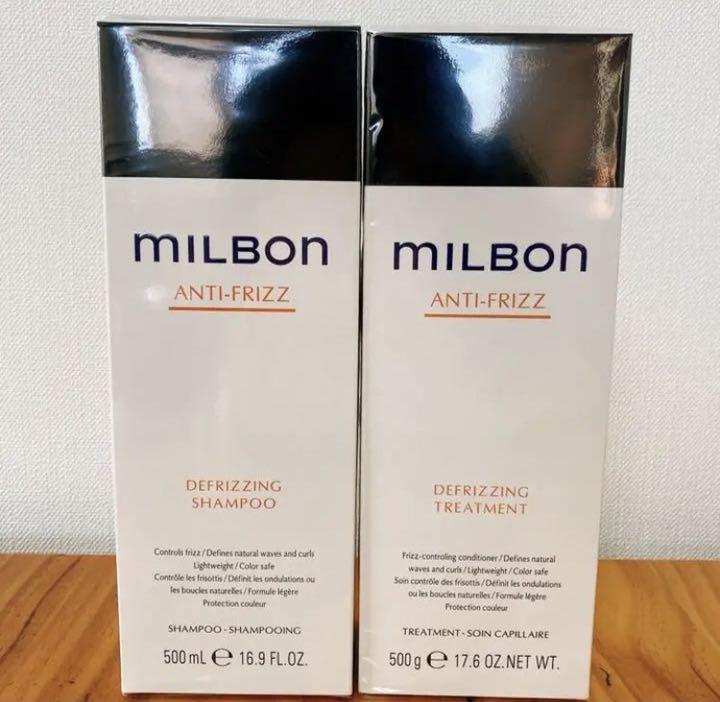 MILBON
ANTI-FRIZZ
DEFRIZZING
SHAMPOO
Controls frizz / Defines natural waves and curls
Lightweight / Color safe
Contrôle les frisottis / Définit les ondulations ou
les boucles naturelles / Formule légère
Protection couleur
SHAMPOO - SHAMPOOING
500 mL e 16.9 FL.OZ.
MILBON
ANTI-FRIZZ
DEFRIZZING
TREATMENT
Frizz-controling conditioner / Defines natural
waves and curls / Lightweight / Color safe
Soin contrôle des frisottis / Définit les ondulations
ou les boucles naturelles / Formule légère
Protection couleur
TREATMENT - SOIN CAPILLAIRE
500 g e 17.6 OZ.NET WT.